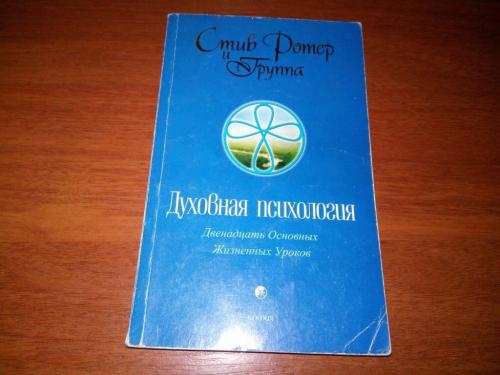 Стив Ротер
и
Группа
Духовная психология
Двенадцать Основных
Жизненных Уроков